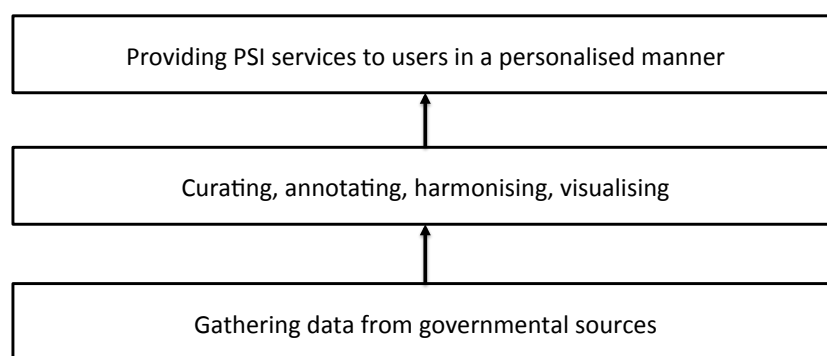 Providing PSI services to users in a personalised manner
Curating, annotating, harmonising, visualising
Gathering data from governmental sources